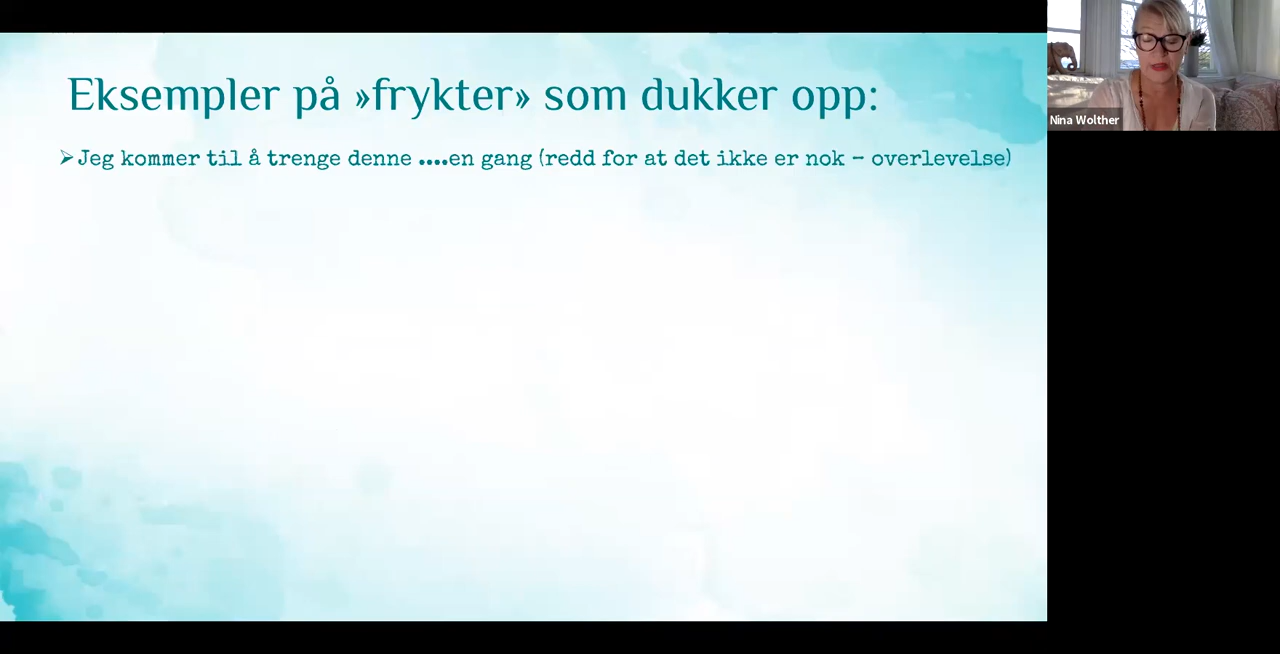 Eksempler på »frykter» som dukker opp:
➢Jeg kommer til å trenge denne ....en gang (redd for at det ikke er nok – overlevelse)
Nina Wolther